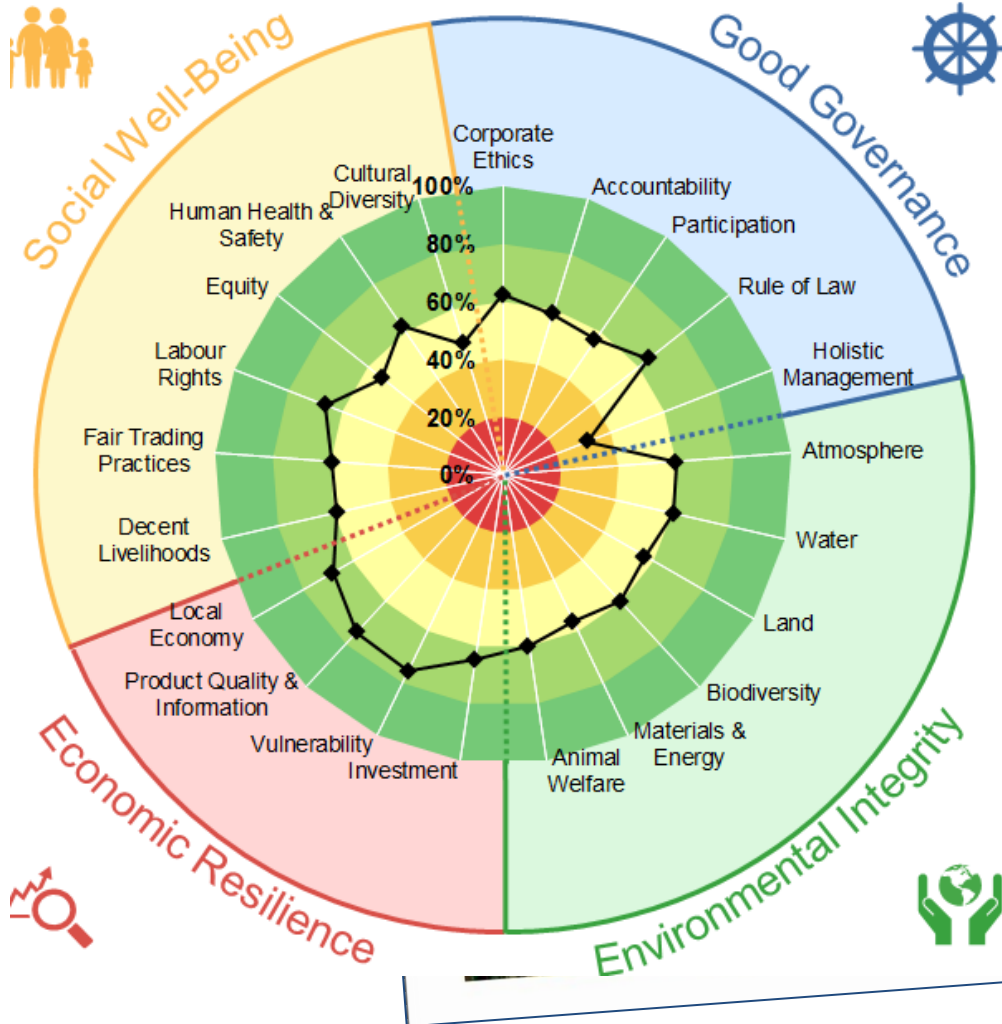 Social Well-Being
Good Governance
Corporate
Ethics
Accountability
Participation
Rule of Law
Holistic
Management
Atmosphere
Water
Land
Biodiversity
Materials &
Energy
Animal
Welfare
Investment
Vulnerability
Product Quality &
Information
Local
Economy
Decent
Livelihoods
Fair Trading
Practices
Labour
Rights
Equity
Human Health &
Safety
Cultural
Diversity
100%
80%
60%
40%
20%
0%
Economic Resilience
Environmental Integrity